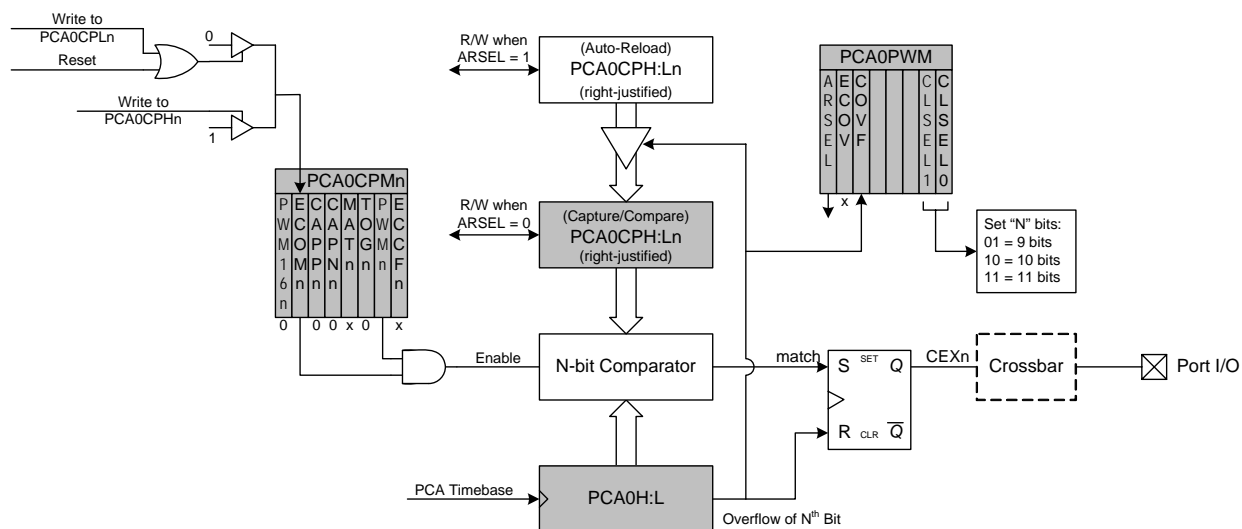 Write to
PCA0CPLn
Reset
0
Write to
PCA0CPHn
1
R/W when
ARSEL = 1
(Auto-Reload)
PCA0CPH:Ln
(right-justified)
PCA0PWM
ARSEL
ECOV
COVF
CLSEL1
CLSEL0
x
Set “N” bits:
01 = 9 bits
10 = 10 bits
11 = 11 bits
PCA0CPMn
PWM16n
ECOMn
CAPPn
CAPNn
MATn
TOGn
PWMn
ECCFn
0 0 0 x 0 x
R/W when
ARSEL = 0
(Capture/Compare)
PCA0CPH:Ln
(right-justified)
Enable
N-bit Comparator
match
S SET Q
R CLR Q
CEXn
Crossbar
Port I/O
PCA Timebase
PCA0H:L
Overflow of Nth Bit